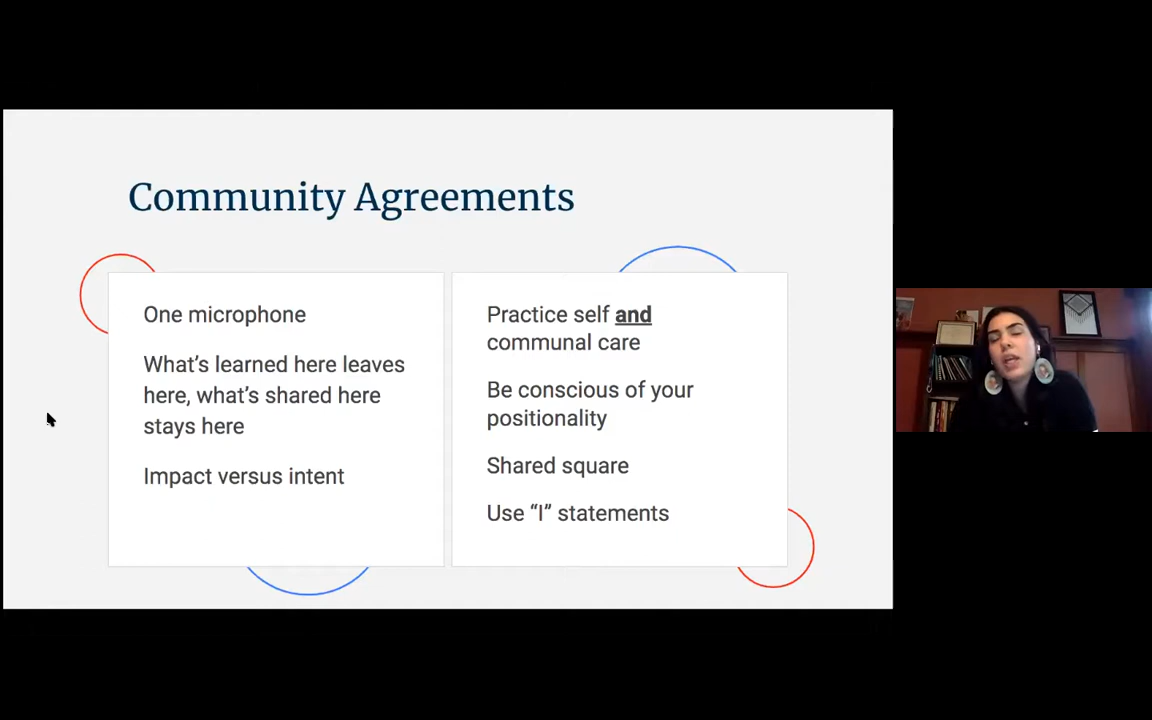 Community Agreements
One microphone
What’s learned here leaves
here, what’s shared here
stays here
Impact versus intent
Practice self and
communal care
Be conscious of your
positionality
Shared square
Use “I” statements